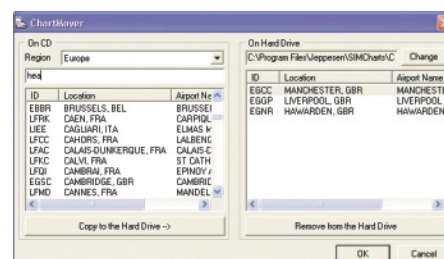 ChartMover
On CD
Region Europe
hea
ID Location Airport Na
EBBR BRUSSELS, BEL BRUSSEI
LFRK CAEN, FRA CARPIQU
LIEE CAGLIARI, ITA ELMAS M
LFCC CAHORS, FRA LALBENC
LFAC CALAIS-DUNKERQUE, FRA CALAIS-C
LFKC CALVI, FRA ST CATH
LFQI CAMBRAI, FRA EPINOY
EGSC CAMBRIDGE, GBR CAMBRIC
LFMD CANNES, FRA MANDEL
Copy to the Hard Drive -->
On Hard Drive
C:\Program Files\Jeppesen\SIMCharts\C Change
ID Location Airport Name
EGCC MANCHESTER, GBR MANCHEST
EGGP LIVERPOOL, GBR LIVERPOOL
EGNR HAWARDEN, GBR HAWARDEN
Remove from the Hard Drive
OK Cancel